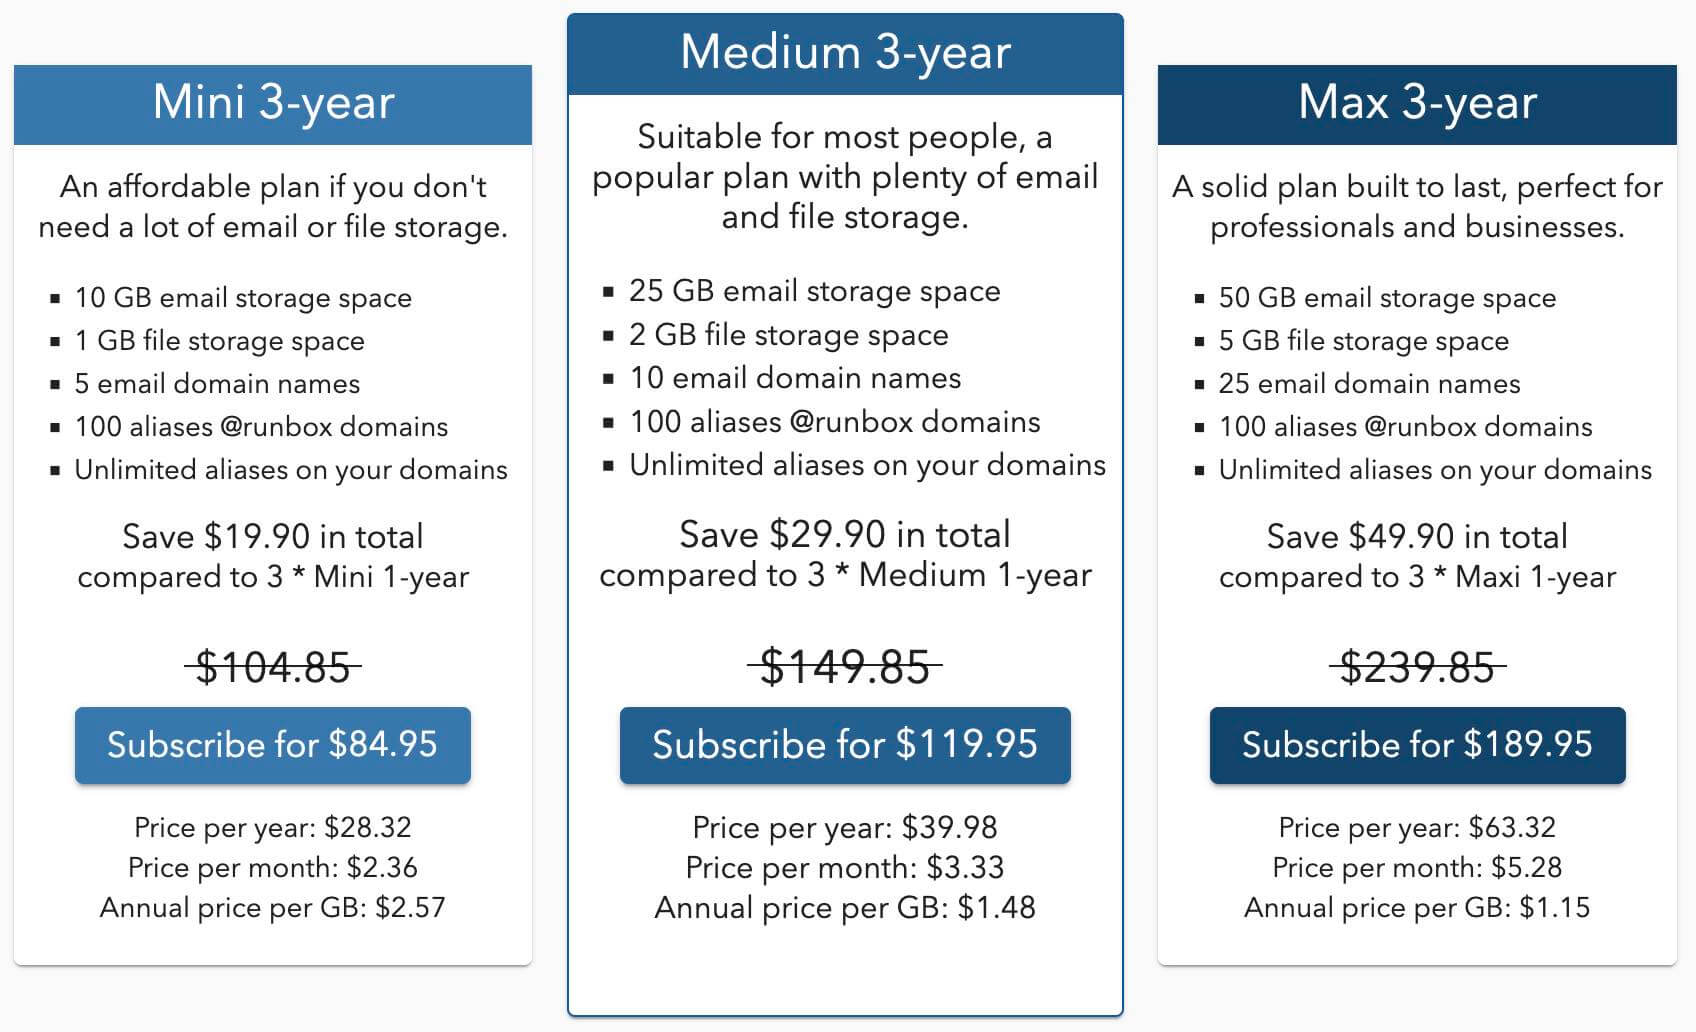 Mini 3-year
An affordable plan if you don't
need a lot of email or file storage.
▪ 10 GB email storage space
▪ 1 GB file storage space
▪ 5 email domain names
▪ 100 aliases @runbox domains
▪ Unlimited aliases on your domains
Save $19.90 in total
compared to 3 * Mini 1-year
$104.85
Subscribe for $84.95
Price per year: $28.32
Price per month: $2.36
Annual price per GB: $2.57
Medium 3-year
Suitable for most people, a
popular plan with plenty of email
and file storage.
▪ 25 GB email storage space
▪ 2 GB file storage space
▪ 10 email domain names
▪ 100 aliases @runbox domains
▪ Unlimited aliases on your domains
Save $29.90 in total
compared to 3 * Medium 1-year
$149.85
Subscribe for $119.95
Price per year: $39.98
Price per month: $3.33
Annual price per GB: $1.48
Max 3-year
A solid plan built to last, perfect for
professionals and businesses.
▪ 50 GB email storage space
▪ 5 GB file storage space
▪ 25 email domain names
▪ 100 aliases @runbox domains
▪ Unlimited aliases on your domains
Save $49.90 in total
compared to 3 * Maxi 1-year
$239.85
Subscribe for $189.95
Price per year: $63.32
Price per month: $5.28
Annual price per GB: $1.15